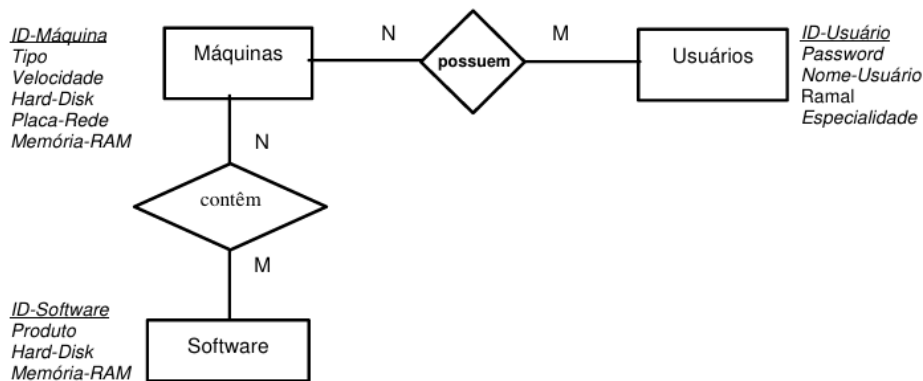 ID-Máquina
Tipo
Velocidade
Hard-Disk
Placa-Rede
Memória-RAM
Máquinas
N
possuem
M
Usuários
ID-Usuário
Password
Nome-Usuário
Ramal
Especialidade
N
contêm
M
ID-Software
Produto
Hard-Disk
Memória-RAM
Software